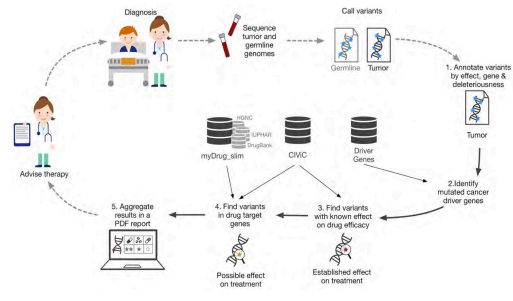 Diagnosis
Sequence
tumor and
germline
genomes
Call variants
Germline
Tumor
1. Annotate variants
by effect, gene &
deleteriousness
Tumor
HGNC
IUPHAR
DrugBank
myDrug_slim
CIViC
Driver
Genes
Advise therapy
2.Identify
mutated cancer
driver genes
3. Find variants
with known effect
on drug efficacy
4. Find variants
in drug target
genes
5. Aggregate
results in a
PDF report
Possible effect
on treatment
Established effect
on treatment